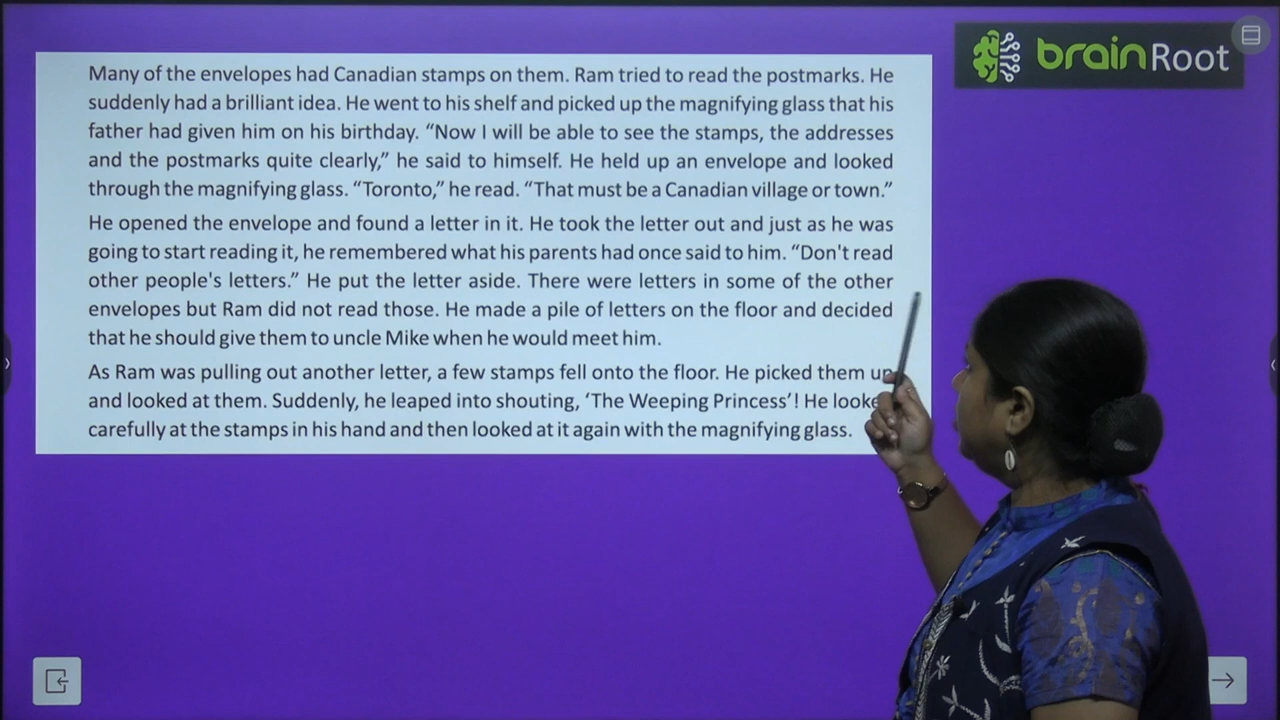 brainRoot
Many of the envelopes had Canadian stamps on them. Ram tried to read the postmarks. He
suddenly had a brilliant idea. He went to his shelf and picked up the magnifying glass that his
father had given him on his birthday. “Now I will be able to see the stamps, the addresses
and the postmarks quite clearly,” he said to himself. He held up an envelope and looked
through the magnifying glass. “Toronto,” he read. “That must be a Canadian village or town.”
He opened the envelope and found a letter in it. He took the letter out and just as he was
going to start reading it, he remembered what his parents had once said to him. “Don't read
other people's letters.” He put the letter aside. There were letters in some of the other
envelopes but Ram did not read those. He made a pile of letters on the floor and decided
that he should give them to uncle Mike when he would meet him.
As Ram was pulling out another letter, a few stamps fell onto the floor. He picked them up
and looked at them. Suddenly, he leaped into shouting, ‘The Weeping Princess’! He looke
carefully at the stamps in his hand and then looked at it again with the magnifying glass.